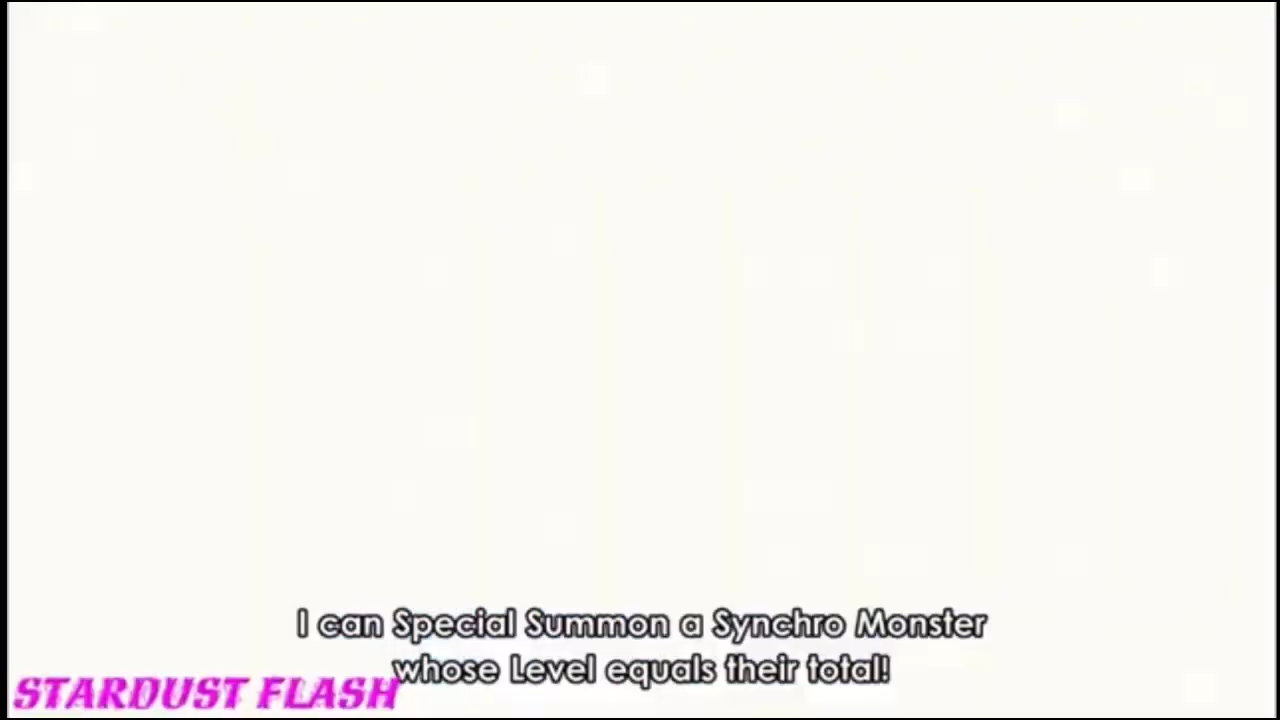 I can Special Summon a Synchro Monster
whose Level equals their total!
STARDUST FLASH